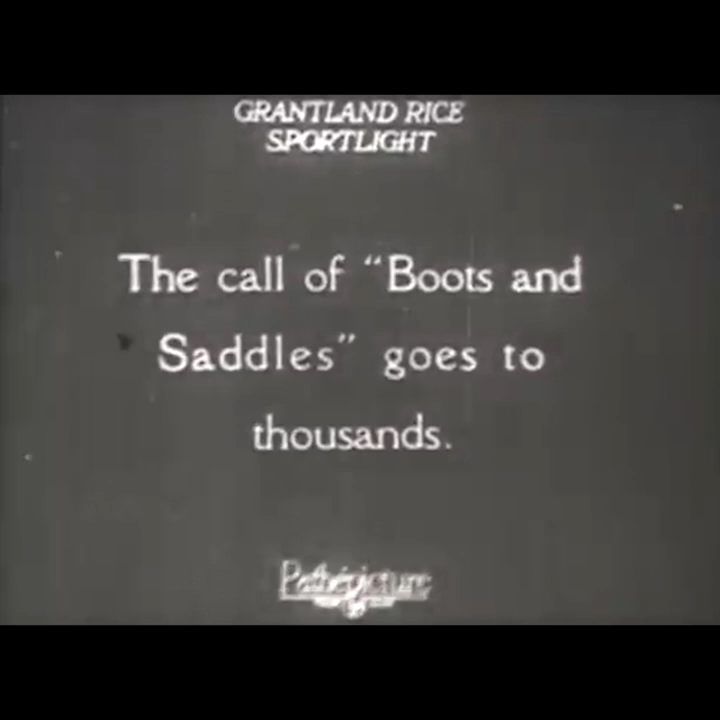 GRANTLAND RICE
SPORTLIGHT
The call of “Boots and
Saddles” goes to
thousands.
Pathépicture